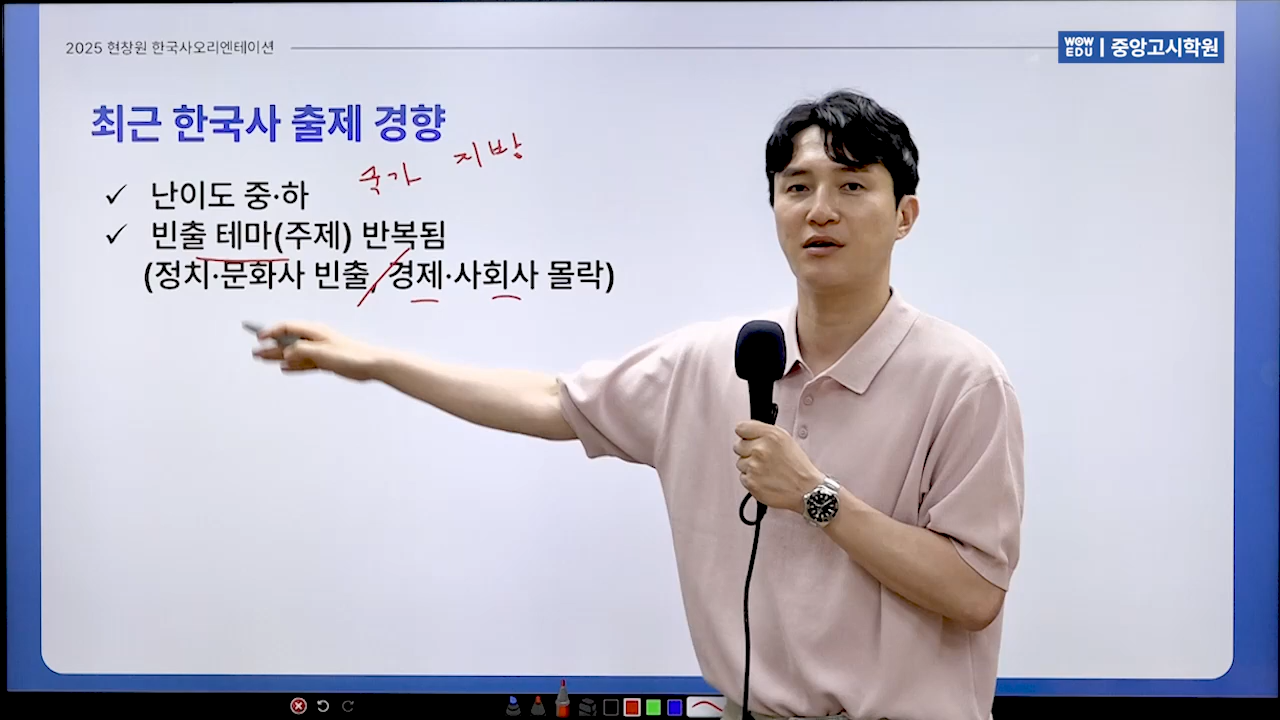 2025 현창원 한국사오리엔테이션
WOW EDU | 중앙고시학원
최근 한국사 출제 경향
국가 지방
✓ 난이도 중·하
✓ 빈출 테마(주제) 반복됨
(정치·문화사 빈출, 경제·사회사 몰락)